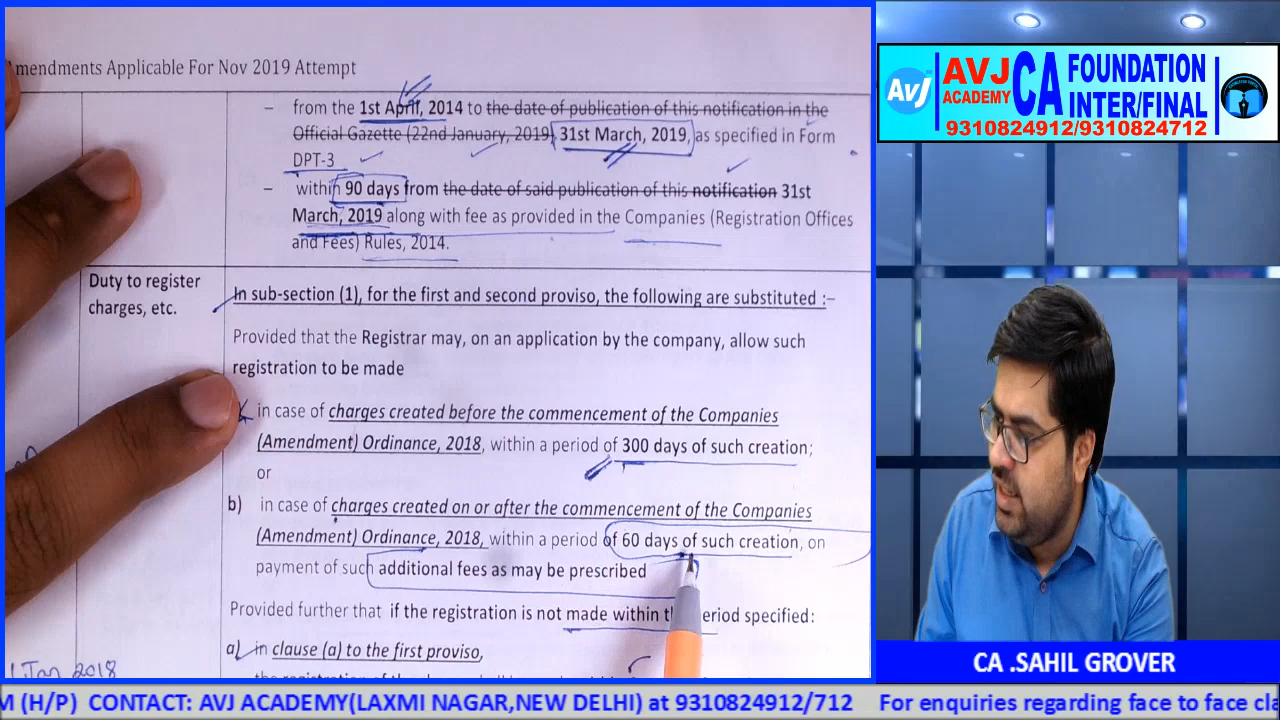 mendments Applicable For Nov 2019 Attempt
– from the 1st April, 2014 to the date of publication of this notification in the
Official Gazette (22nd January, 2019) 31st March, 2019, as specified in Form
DPT-3
– within 90 days from the date of said publication of this notification 31st
March, 2019 along with fee as provided in the Companies (Registration Offices
and Fees) Rules, 2014.
Duty to register
charges, etc.
In sub-section (1), for the first and second proviso, the following are substituted :–
Provided that the Registrar may, on an application by the company, allow such
registration to be made
in case of charges created before the commencement of the Companies
(Amendment) Ordinance, 2018, within a period of 300 days of such creation;
or
b) in case of charges created on or after the commencement of the Companies
(Amendment) Ordinance, 2018, within a period of 60 days of such creation, on
payment of such additional fees as may be prescribed
Provided further that if the registration is not made within eriod specified:
a) in clause (a) to the first proviso,
Jan 2018
AVJ
AVJ
ACADEMY
CA
FOUNDATION
INTER/FINAL
9310824912/9310824712
CA .SAHIL GROVER
M (H/P) CONTACT: AVJ ACADEMY(LAXMI NAGAR,NEW DELHI) at 9310824912/712 For enquiries regarding face to face cla